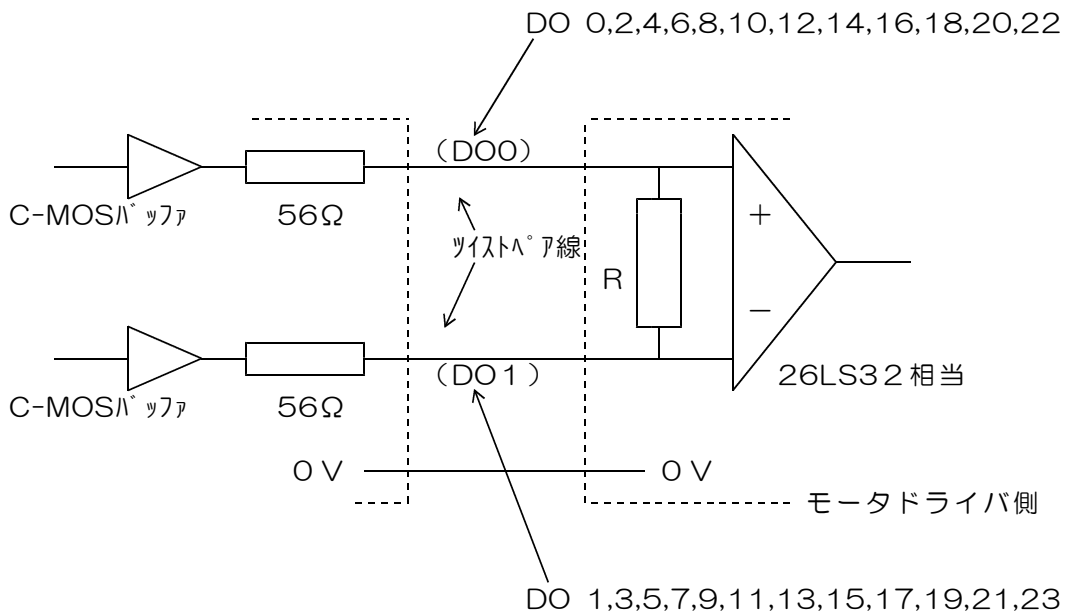 DO 0,2,4,6,8,10,12,14,16,18,20,22
（DO0）
C-MOSﾊﾞｯﾌｧ
56Ω
＋
ﾂｲｽﾄﾍﾟｱ線
R
－
（DO１）
26LS3２相当
C-MOSﾊﾞｯﾌｧ
56Ω
０Ｖ
０Ｖ
モータドライバ側
DO 1,3,5,7,9,11,13,15,17,19,21,23